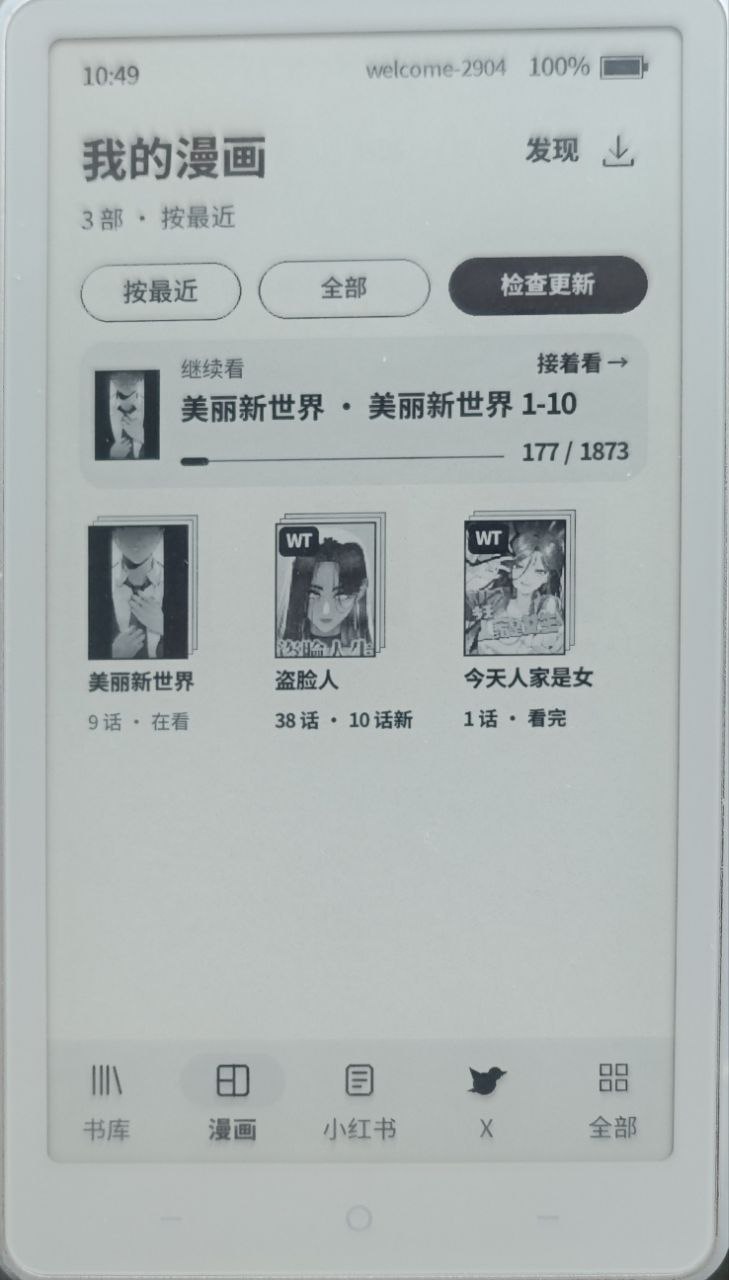 10:49 welcome-2904 100%
我的漫画 发现
3 部 · 按最近
按最近 全部 检查更新
继续看 接着看 →
美丽新世界 · 美丽新世界 1-10
177 / 1873
WT WT
盗脸人生
美丽新世界 盗脸人 今天人家是女
9 话 · 在看 38 话 · 10 话新 1 话 · 看完
书库 漫画 小红书 X 全部